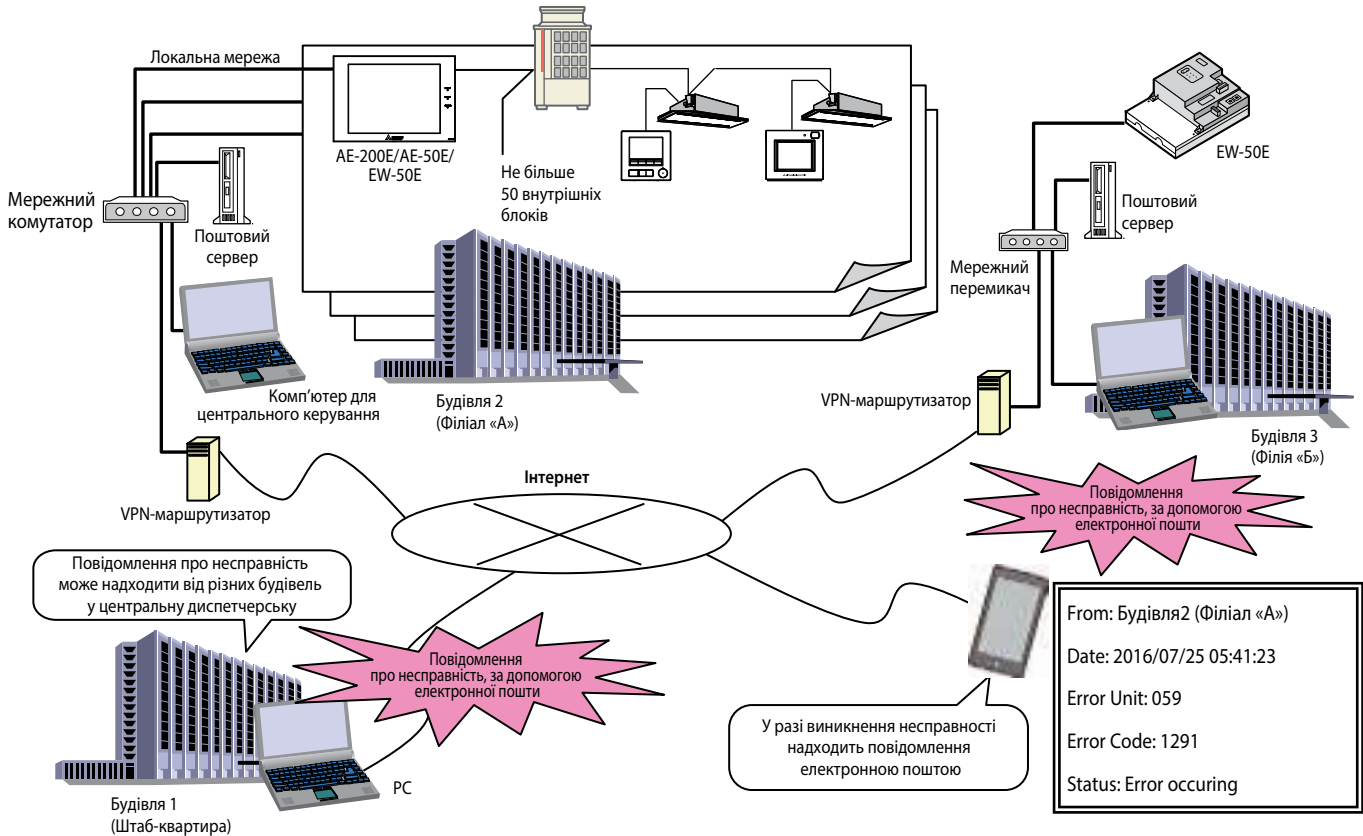 Локальна мережа
AE-200E/AE-50E/
EW-50E
Не більше
50 внутрішніх
блоків
EW-50E
Мережний
комутатор
Поштовий
сервер
Поштовий
сервер
Мережний
перемикач
Комп’ютер для
центрального керування
Будівля 2
(Філіал «А»)
VPN-маршрутизатор
Будівля 3
(Філія «Б»)
Інтернет
VPN-маршрутизатор
Повідомлення
про несправність, за допомогою
електронної пошти
Повідомлення про несправність
може надходити від різних будівель
у центральну диспетчерську
Повідомлення
про несправність, за допомогою
електронної пошти
From: Будівля2 (Філіал «А»)
Date: 2016/07/25 05:41:23
Error Unit: 059
Error Code: 1291
Status: Error occuring
У разі виникнення несправності
надходить повідомлення
електронною поштою
PC
Будівля 1
(Штаб-квартира)